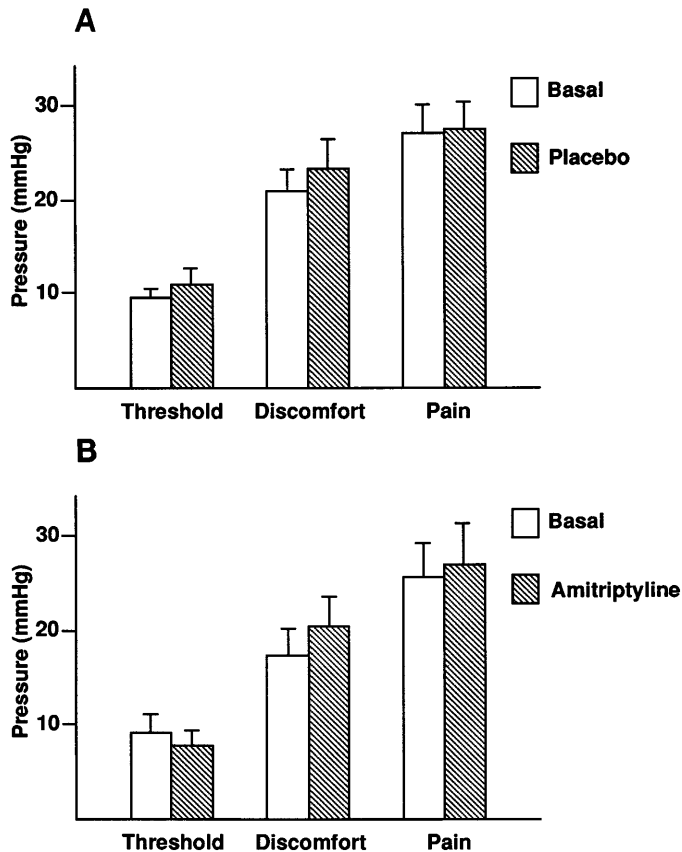 A
Pressure (mmHg)
30
20
10
Basal
Placebo
Threshold Discomfort Pain
B
Pressure (mmHg)
30
20
10
Basal
Amitriptyline
Threshold Discomfort Pain